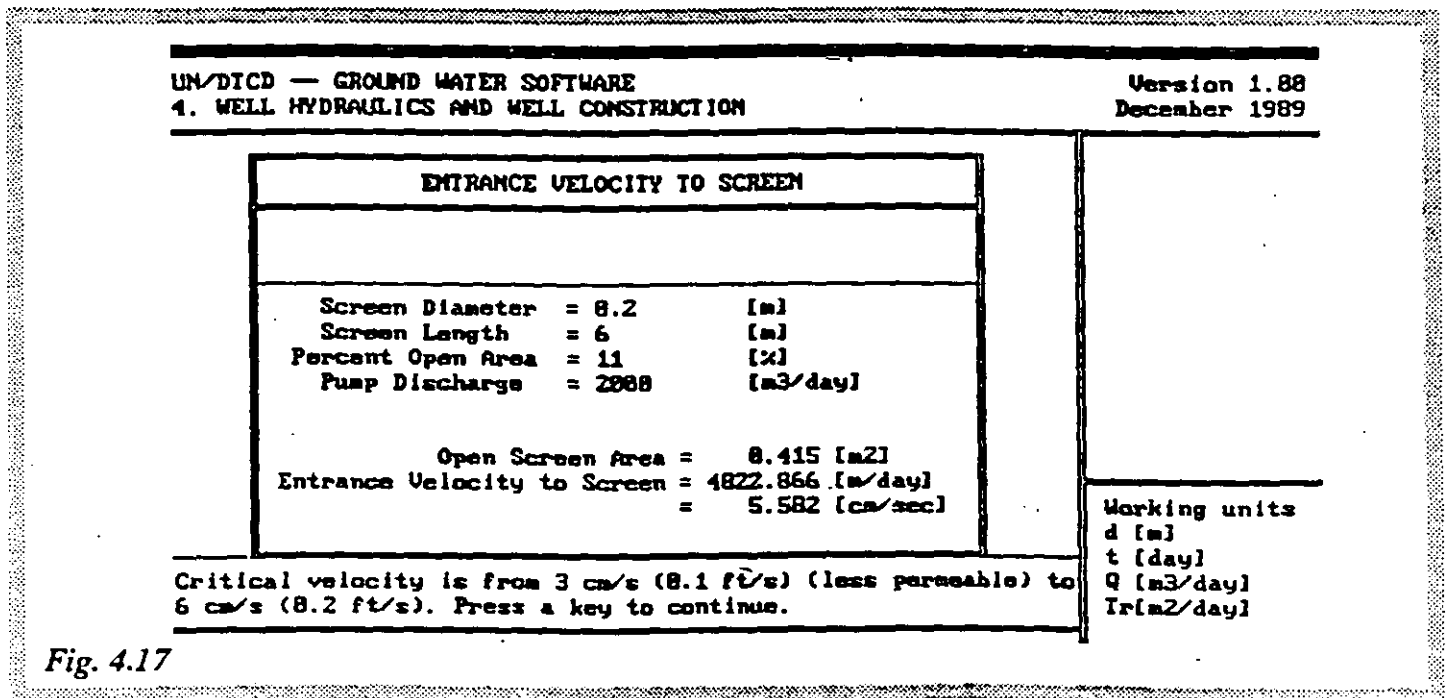 UN/DTCD — GROUND WATER SOFTWARE
Version 1.00
4. WELL HYDRAULICS AND WELL CONSTRUCTION
December 1989
ENTRANCE VELOCITY TO SCREEN
Screen Diameter = 0.2 [m]
Screen Length = 6 [m]
Percent Open Area = 11 [%]
Pump Discharge = 2000 [m3/day]
Open Screen Area = 0.415 [m2]
Entrance Velocity to Screen = 4822.866 [m/day]
= 5.582 [cm/sec]
Critical velocity is from 3 cm/s (0.1 ft/s) (less permeable) to
6 cm/s (0.2 ft/s). Press a key to continue.
Working units
d [m]
t [day]
Q [m3/day]
Tr[m2/day]
Fig. 4.17